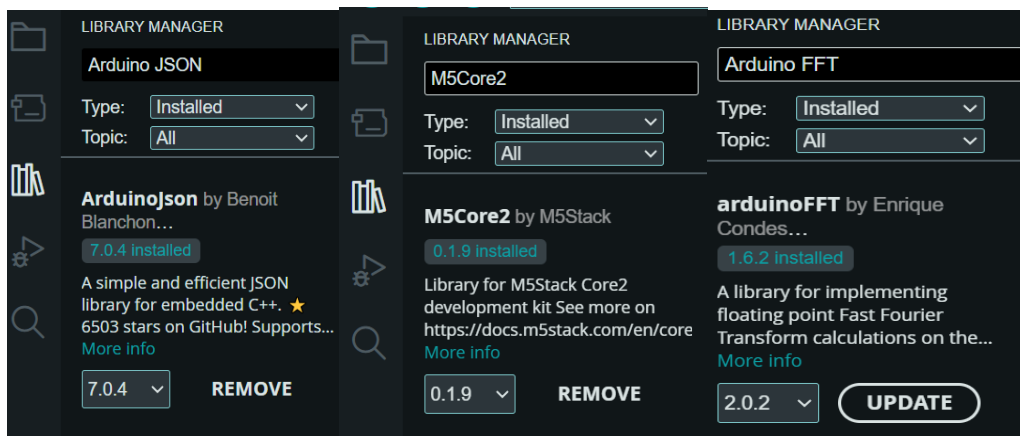 LIBRARY MANAGER
Arduino JSON
Type: Installed
Topic: All
ArduinoJson by Benoit
Blanchon...
7.0.4 installed
A simple and efficient JSON
library for embedded C++. ⭐
6503 stars on GitHub! Supports...
More info
7.0.4 REMOVE
LIBRARY MANAGER
M5Core2
Type: Installed
Topic: All
M5Core2 by M5Stack
0.1.9 installed
Library for M5Stack Core2
development kit See more on
https://docs.m5stack.com/en/core
More info
0.1.9 REMOVE
LIBRARY MANAGER
Arduino FFT
Type: Installed
Topic: All
arduinoFFT by Enrique
Condes...
1.6.2 installed
A library for implementing
floating point Fast Fourier
Transform calculations on the...
More info
2.0.2 UPDATE